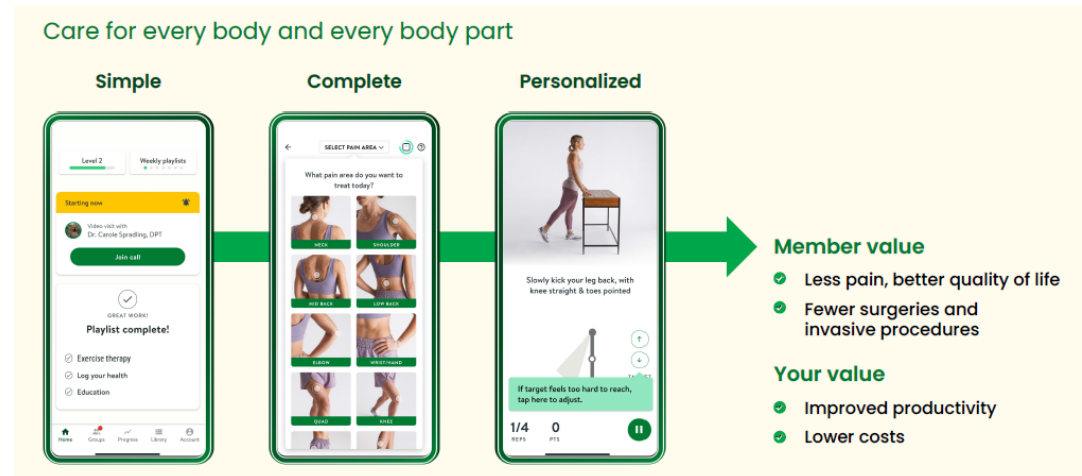 Care for every body and every body part
Simple
Level 2
Weekly playlists
Starting now
Video visit with
Dr. Carole Spradling, DPT
Join call
GREAT WORK!
Playlist complete!
Exercise therapy
Log your health
Education
Home
Groups
Progress
Library
Account
Complete
SELECT PAIN AREA
What pain area do you want to
treat today?
NECK
SHOULDER
MID BACK
LOW BACK
ELBOW
WRIST/HAND
QUAD
KNEE
Personalized
Slowly kick your leg back, with
knee straight & toes pointed
If target feels too hard to reach,
tap here to adjust.
1/4
REPS
0
PTS
Member value
Less pain, better quality of life
Fewer surgeries and
invasive procedures
Your value
Improved productivity
Lower costs